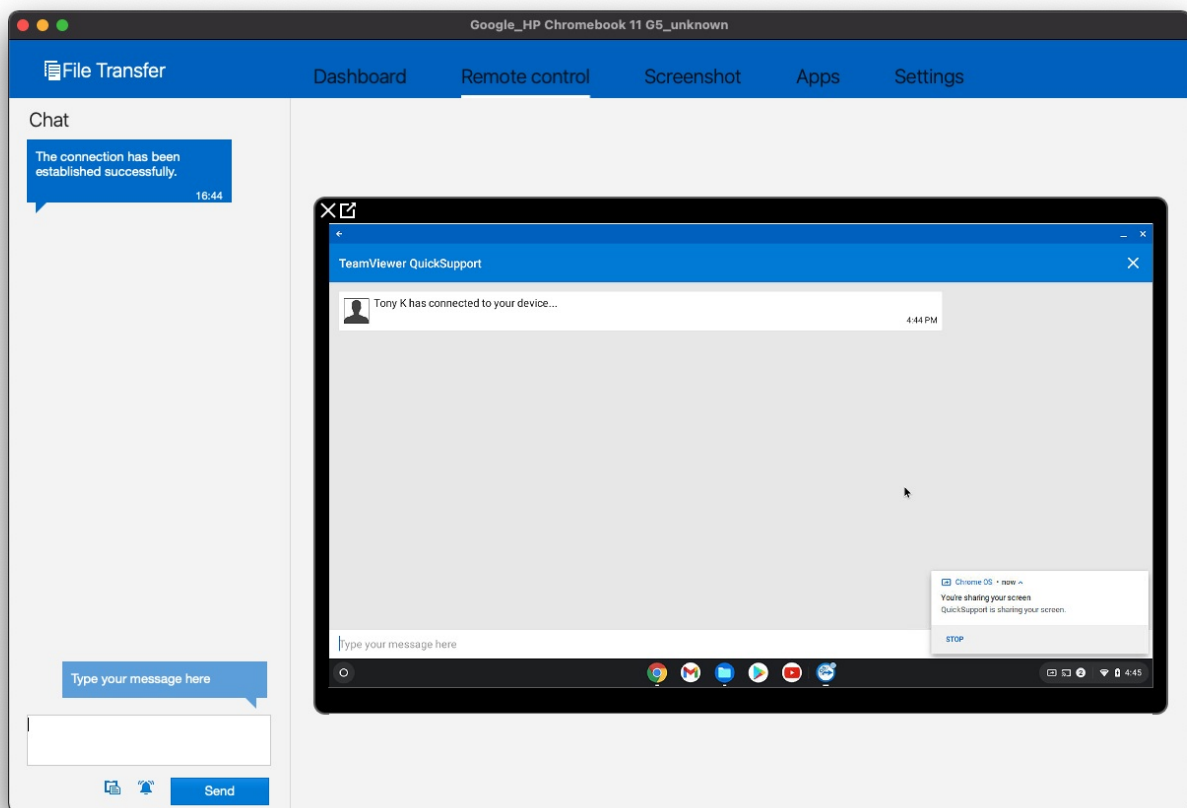 Google_HP Chromebook 11 G5_unknown
File Transfer
Dashboard
Remote control
Screenshot
Apps
Settings
Chat
The connection has been
established successfully.
16:44
TeamViewer QuickSupport
Tony K has connected to your device...
4:44 PM
Chrome OS • now
You're sharing your screen
QuickSupport is sharing your screen.
STOP
Type your message here
4:45
Type your message here
Send